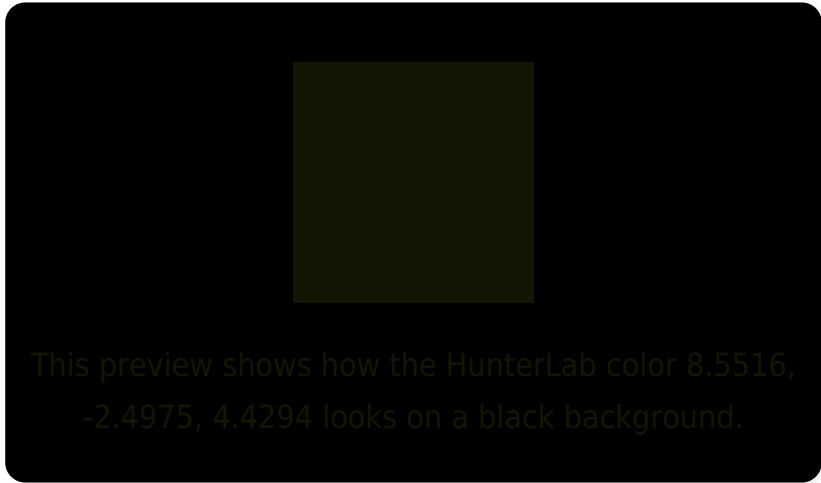 This preview shows how the HunterLab color 8.5516,
-2.4975, 4.4294 looks on a black background.